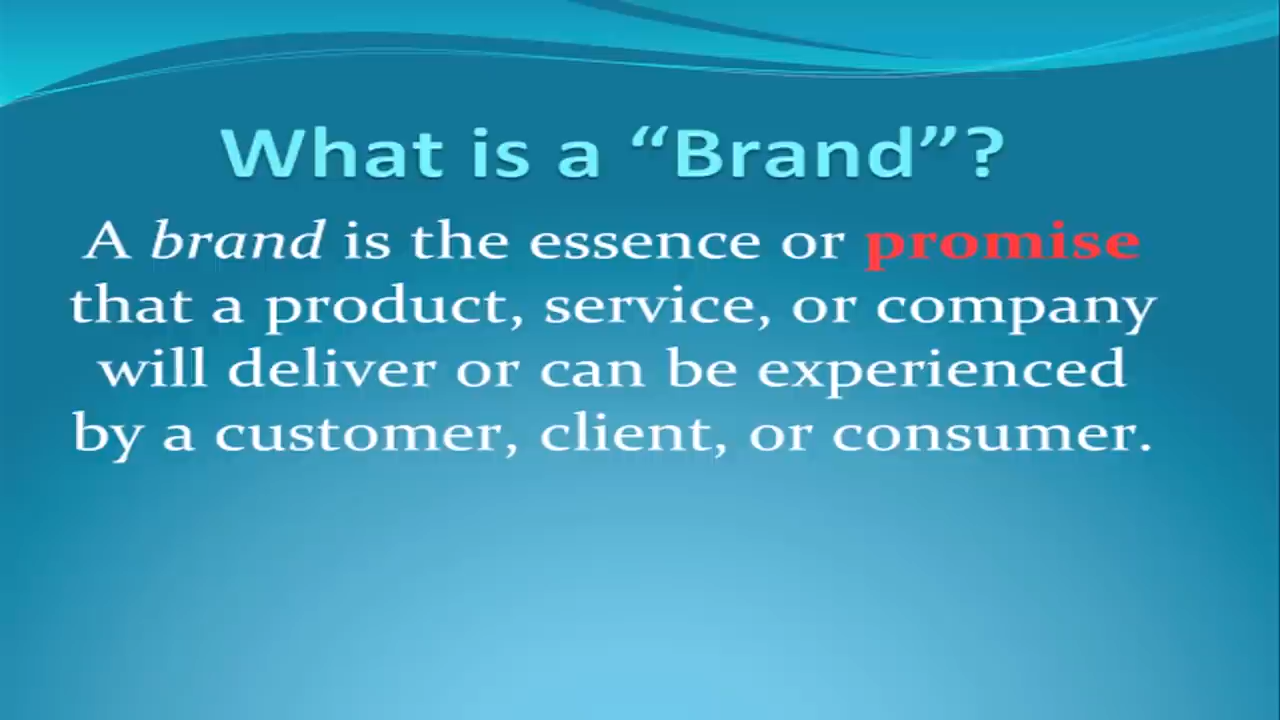 What is a “Brand”?
A brand is the essence or promise
that a product, service, or company
will deliver or can be experienced
by a customer, client, or consumer.